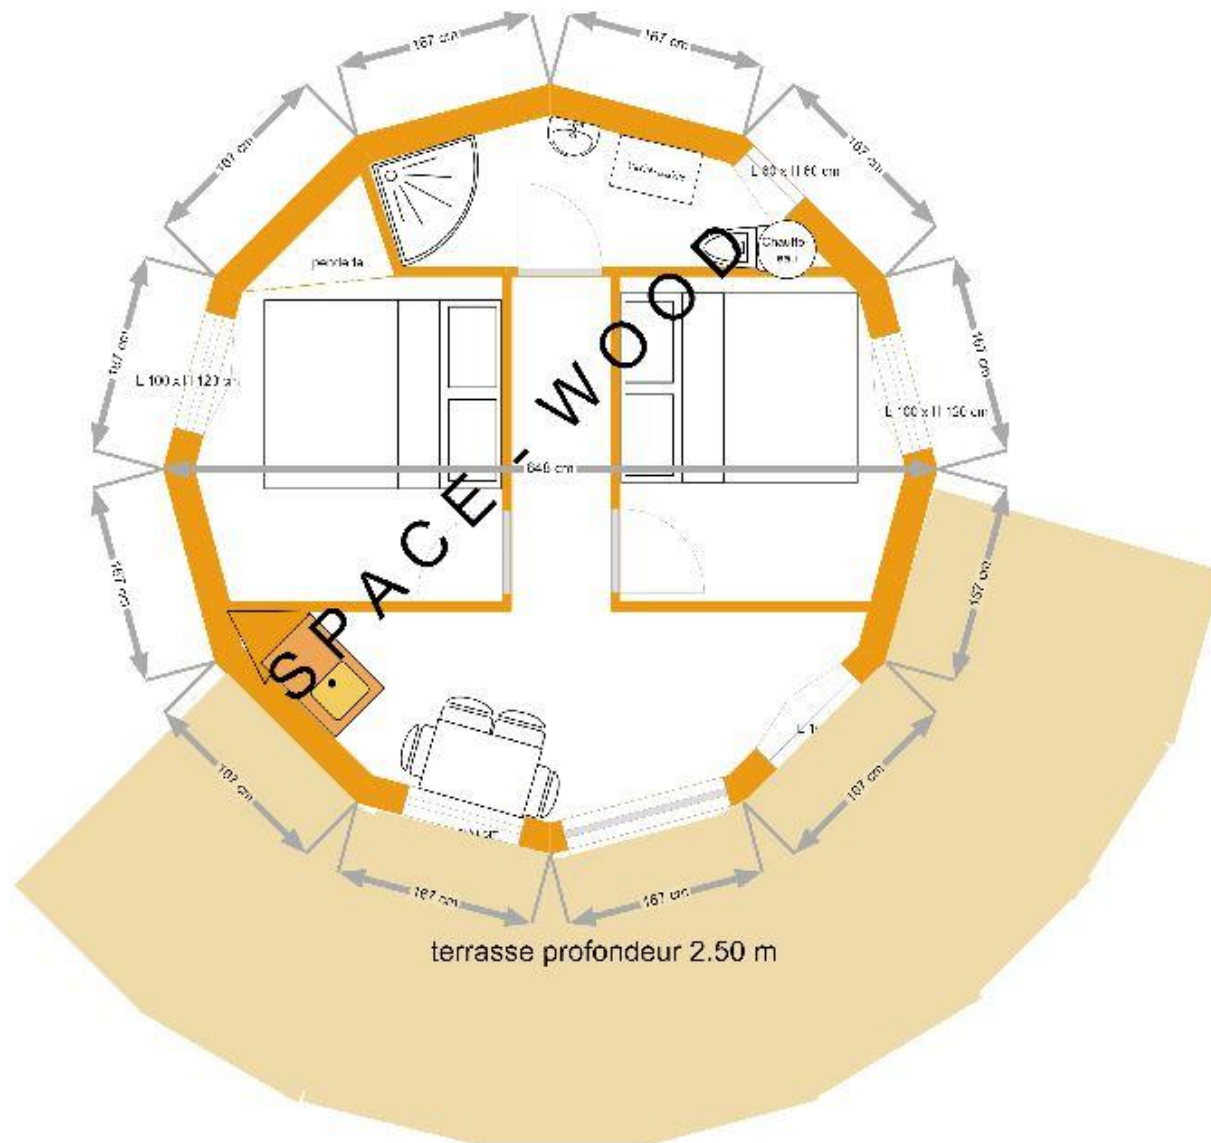 167 cm
167 cm
167 cm
167 cm
L 60 x H 60 cm
Chauffe-
eau
penderie
167 cm
L 100 x H 120 cm
167 cm
L 100 x H 120 cm
648 cm
SPACE-WOOD
167 cm
167 cm
167 cm
167 cm
167 cm
167 cm
terrasse profondeur 2.50 m